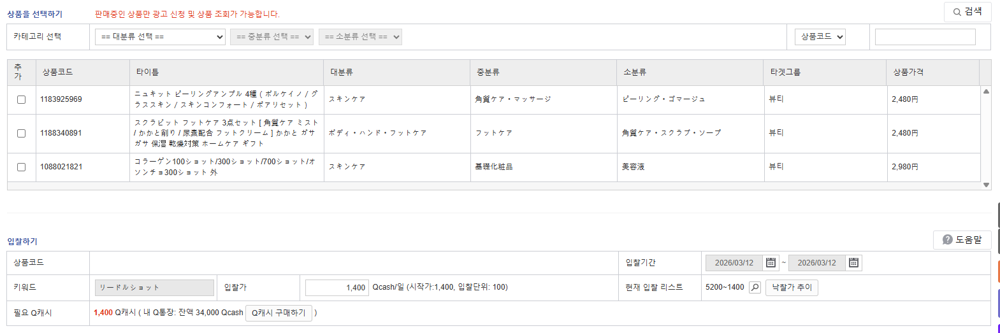 상품을 선택하기 판매중인 상품만 광고 신청 및 상품 조회가 가능합니다. 검색
카테고리 선택 == 대분류 선택 == == 중분류 선택 == == 소분류 선택 == 상품코드
추가 상품코드 타이틀 대분류 중분류 소분류 타겟그룹 상품가격
1183925969 ニュキット ピーリングアンプル 4種 ( ポルケイノ / グ
ラススキン / スキンコンフォート / ポアリセット ) スキンケア 角質ケア・マッサージ ピーリング・ゴマージュ 뷰티 2,480円
1188340891 スクラビット フットケア 3点セット [ 角質ケア ミスト
/ かかと削り / 尿素配合 フットクリーム ] かかと ガサ
ガサ 保湿 乾燥対策 ホームケア ギフト ボディ・ハンド・フットケア フットケア 角質ケア・スクラブ・ソープ 뷰티 2,480円
1088021821 コラーゲン100ショット/300ショット/700ショット/オ
ソンチョ300ショット 外 スキンケア 基礎化粧品 美容液 뷰티 2,980円
입찰하기 도움말
상품코드 입찰기간 2026/03/12 ~ 2026/03/12
키워드 リードルショット 입찰가 1,400 Qcash/일 (시작가:1,400, 입찰단위: 100) 현재 입찰 리스트 5200~1400 낙찰가 추이
필요 Q캐시 1,400 Q캐시 ( 내 Q통장: 잔액 34,000 Qcash Q캐시 구매하기 )